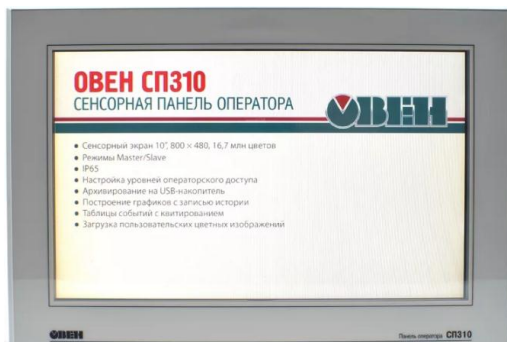 ОВЕН СП310
СЕНСОРНАЯ ПАНЕЛЬ ОПЕРАТОРА
ОВЕН
• Сенсорный экран 10", 800 × 480, 16,7 млн цветов
• Режимы Master/Slave
• IP65
• Настройка уровней операторского доступа
• Архивирование на USB-накопитель
• Построение графиков с записью истории
• Таблицы событий с квитированием
• Загрузка пользовательских цветных изображений
ОВЕН
Панель оператора СП310